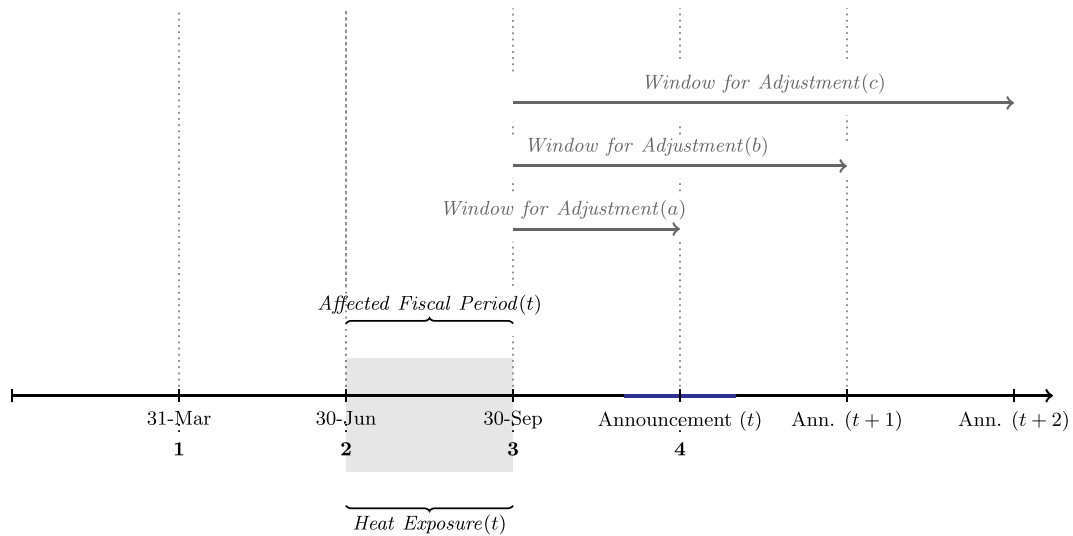 Window for Adjustment(c)
Window for Adjustment(b)
Window for Adjustment(a)
Affected Fiscal Period(t)
31-Mar 30-Jun 30-Sep Announcement (t) Ann. (t + 1) Ann. (t + 2)
1 2 3 4
Heat Exposure(t)